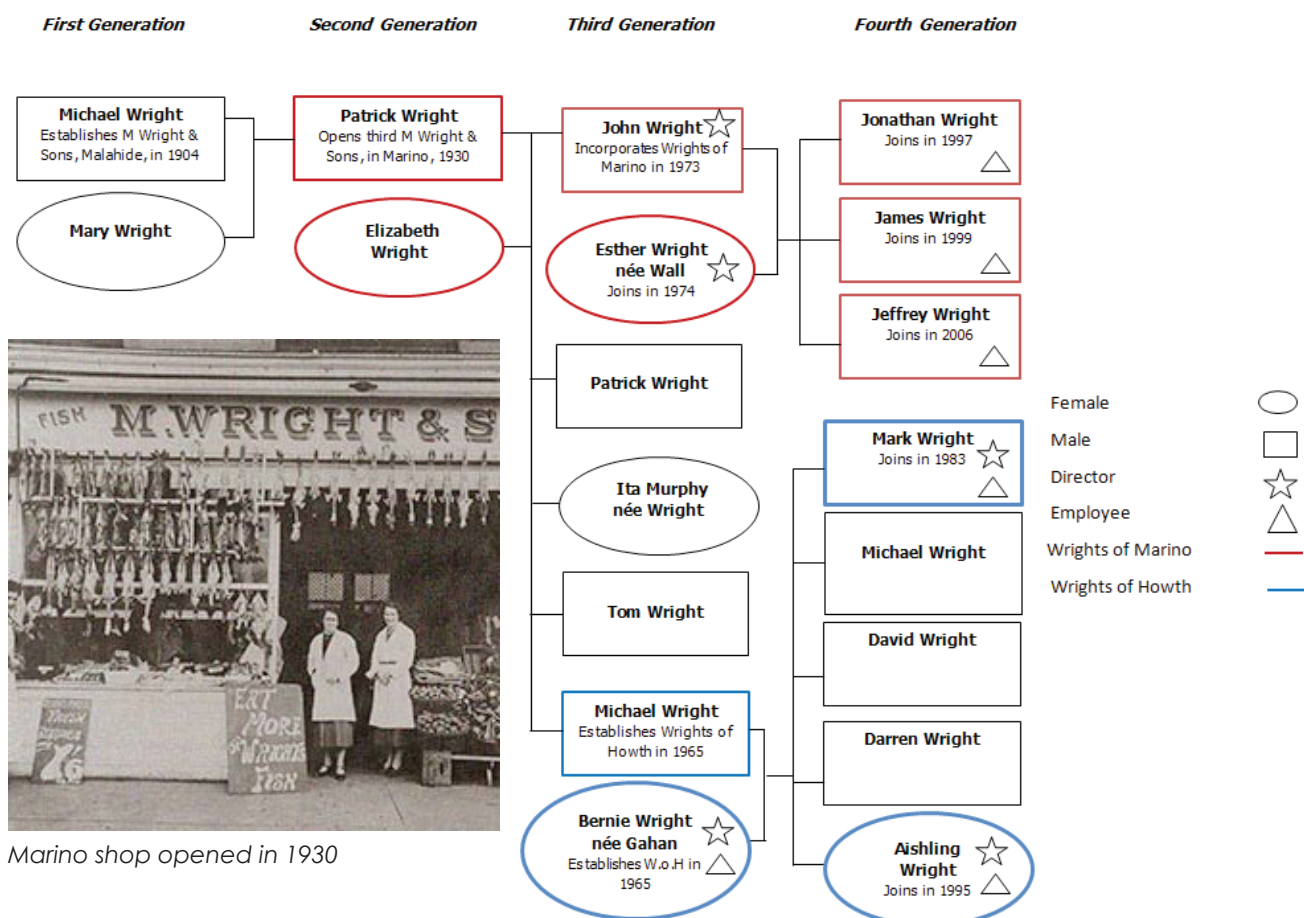 First Generation
Second Generation
Third Generation
Fourth Generation
Michael Wright
Establishes M Wright &
Sons, Malahide, in 1904
Mary Wright
Patrick Wright
Opens third M Wright &
Sons, in Marino, 1930
Elizabeth
Wright
John Wright
Incorporates Wrights of
Marino in 1973
Esther Wright
née Wall
Joins in 1974
Patrick Wright
Ita Murphy
née Wright
Tom Wright
Michael Wright
Establishes Wrights of
Howth in 1965
Bernie Wright
née Gahan
Establishes W.o.H in
1965
Jonathan Wright
Joins in 1997
James Wright
Joins in 1999
Jeffrey Wright
Joins in 2006
Mark Wright
Joins in 1983
Michael Wright
David Wright
Darren Wright
Aishling
Wright
Joins in 1995
Female
Male
Director
Employee
Wrights of Marino
Wrights of Howth
FISH M. WRIGHT & S
EAT
MORE
OF WRIGHTS
FISH
FRESH
Marino shop opened in 1930